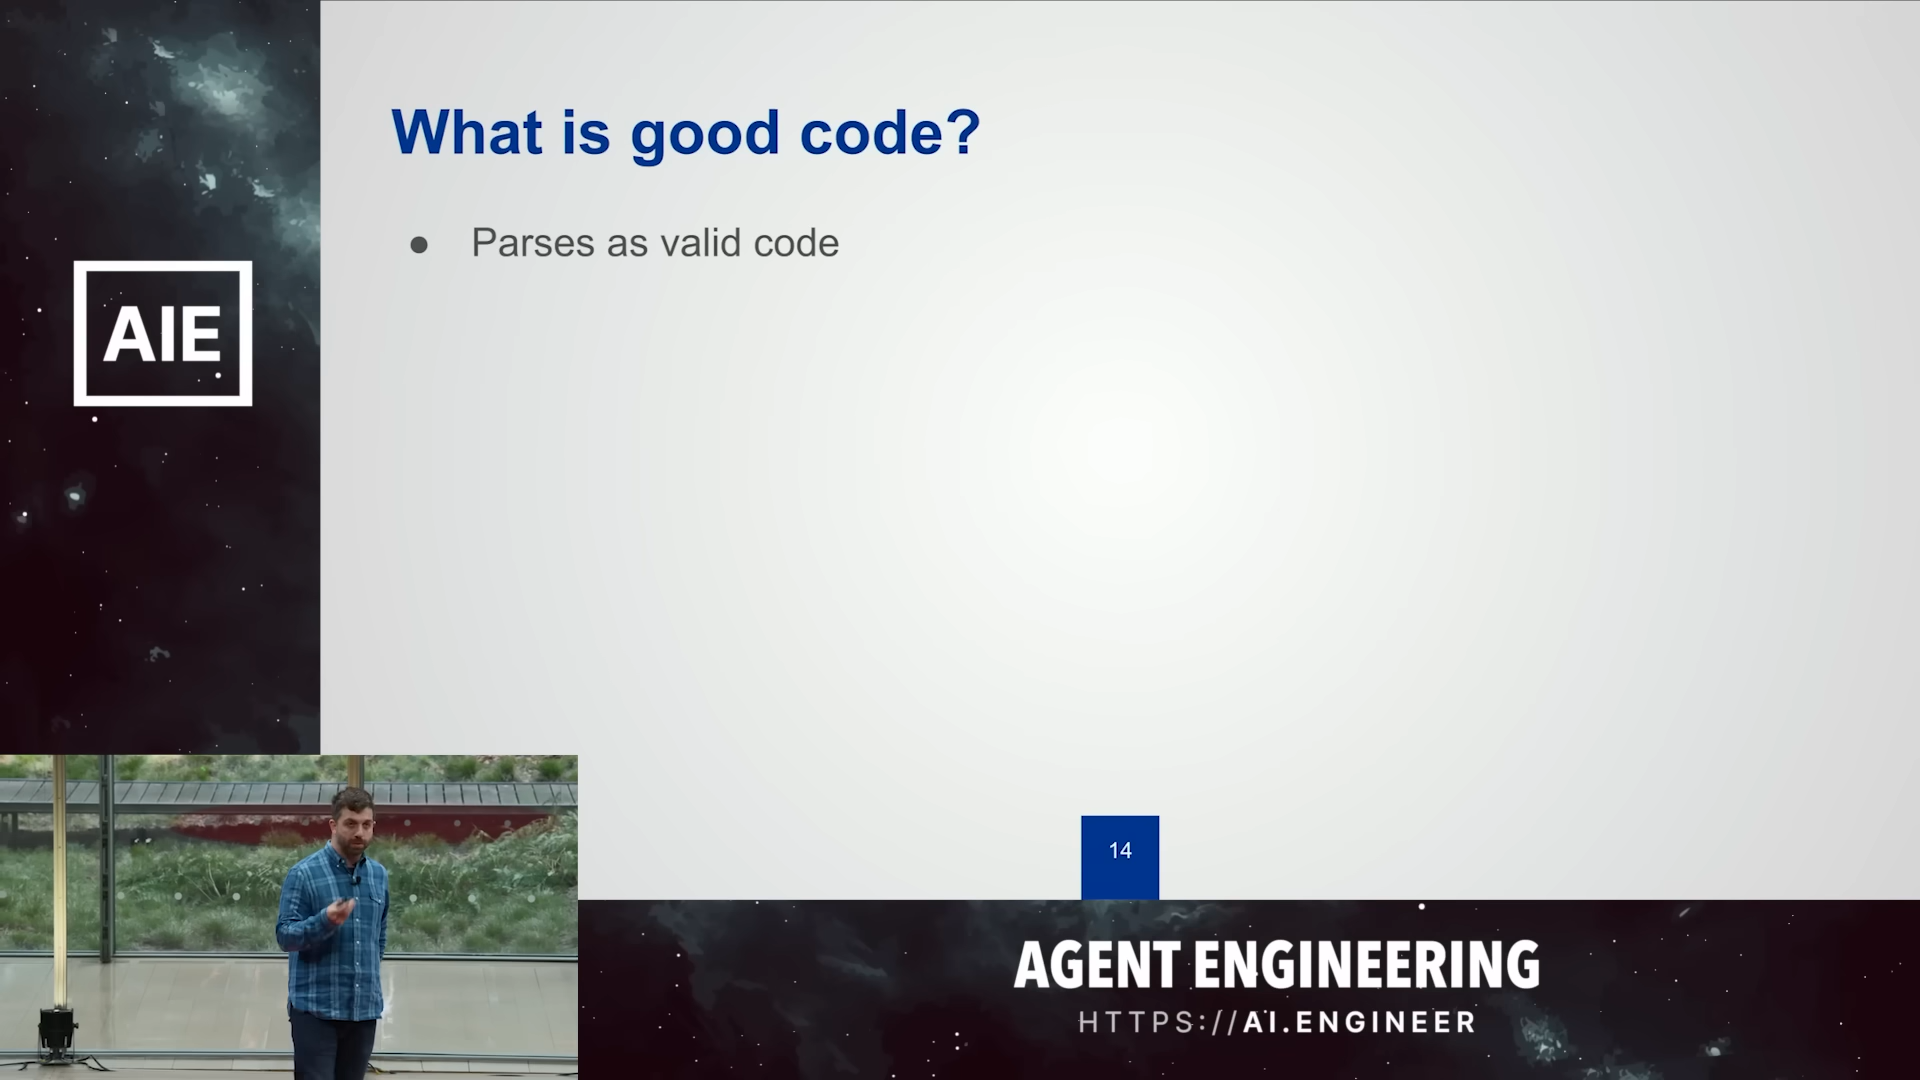 What is good code?
● Parses as valid code
AIE
14
AGENT ENGINEERING
HTTPS://AI.ENGINEER